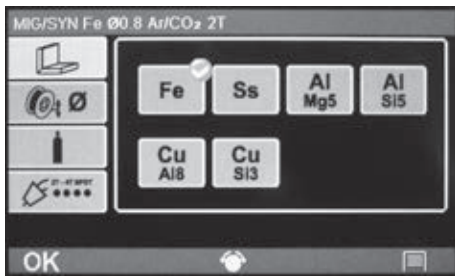 MIG/SYN Fe Ø0.8 Ar/CO₂ 2T
Fe Ss Al Mg5 Al Si5
Ø
Cu Al8 Cu Si3
OK